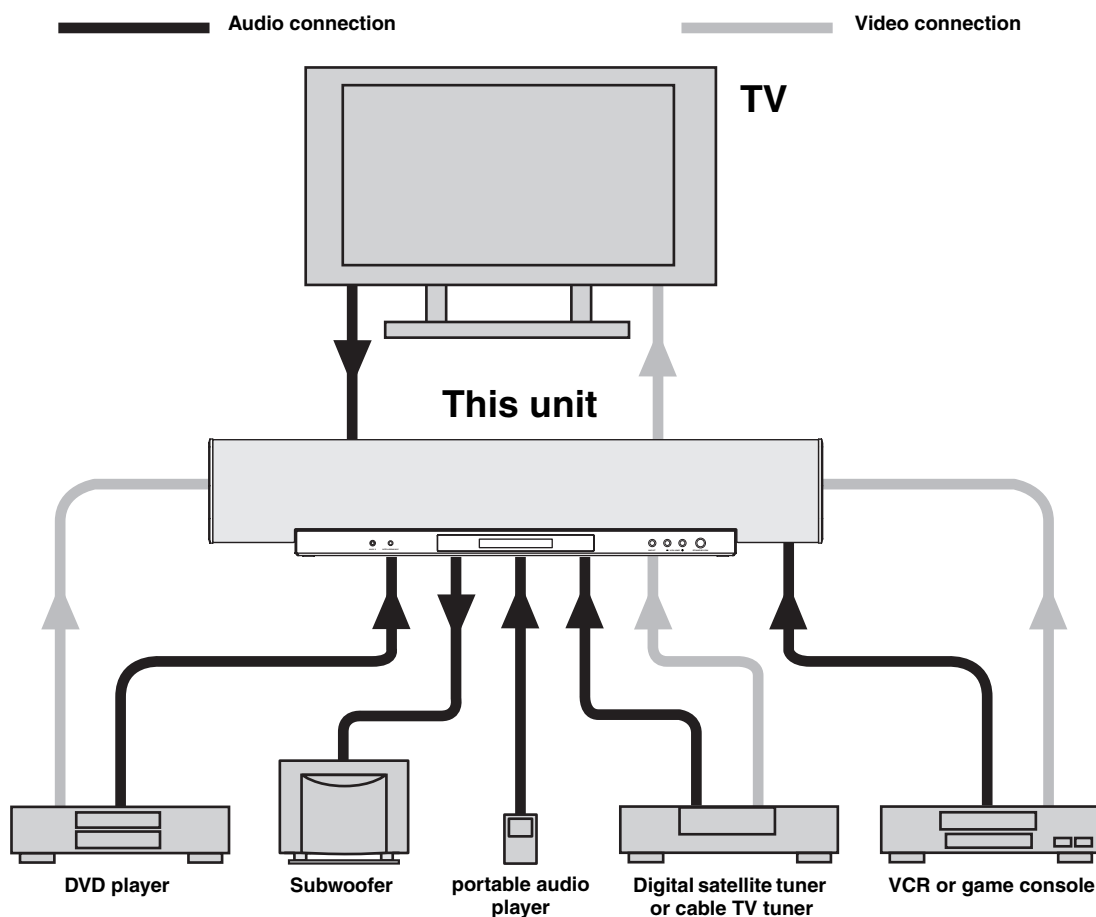 Audio connection
Video connection
TV
This unit
DVD player
Subwoofer
portable audio
player
Digital satellite tuner
or cable TV tuner
VCR or game console